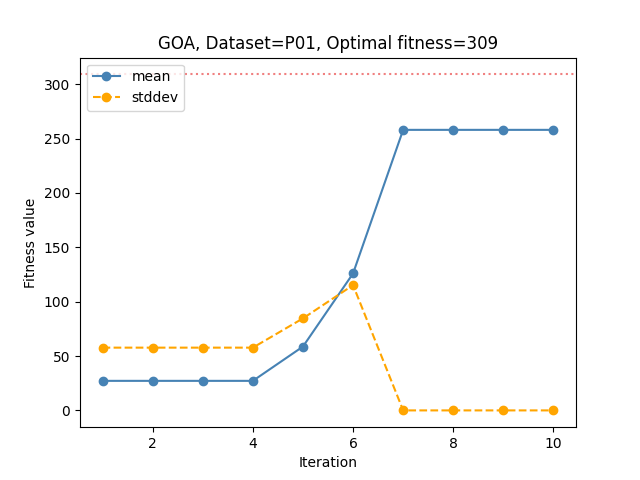 GOA, Dataset=P01, Optimal fitness=309
mean
stddev
Fitness value
300
250
200
150
100
50
0
2
4
6
8
10
Iteration